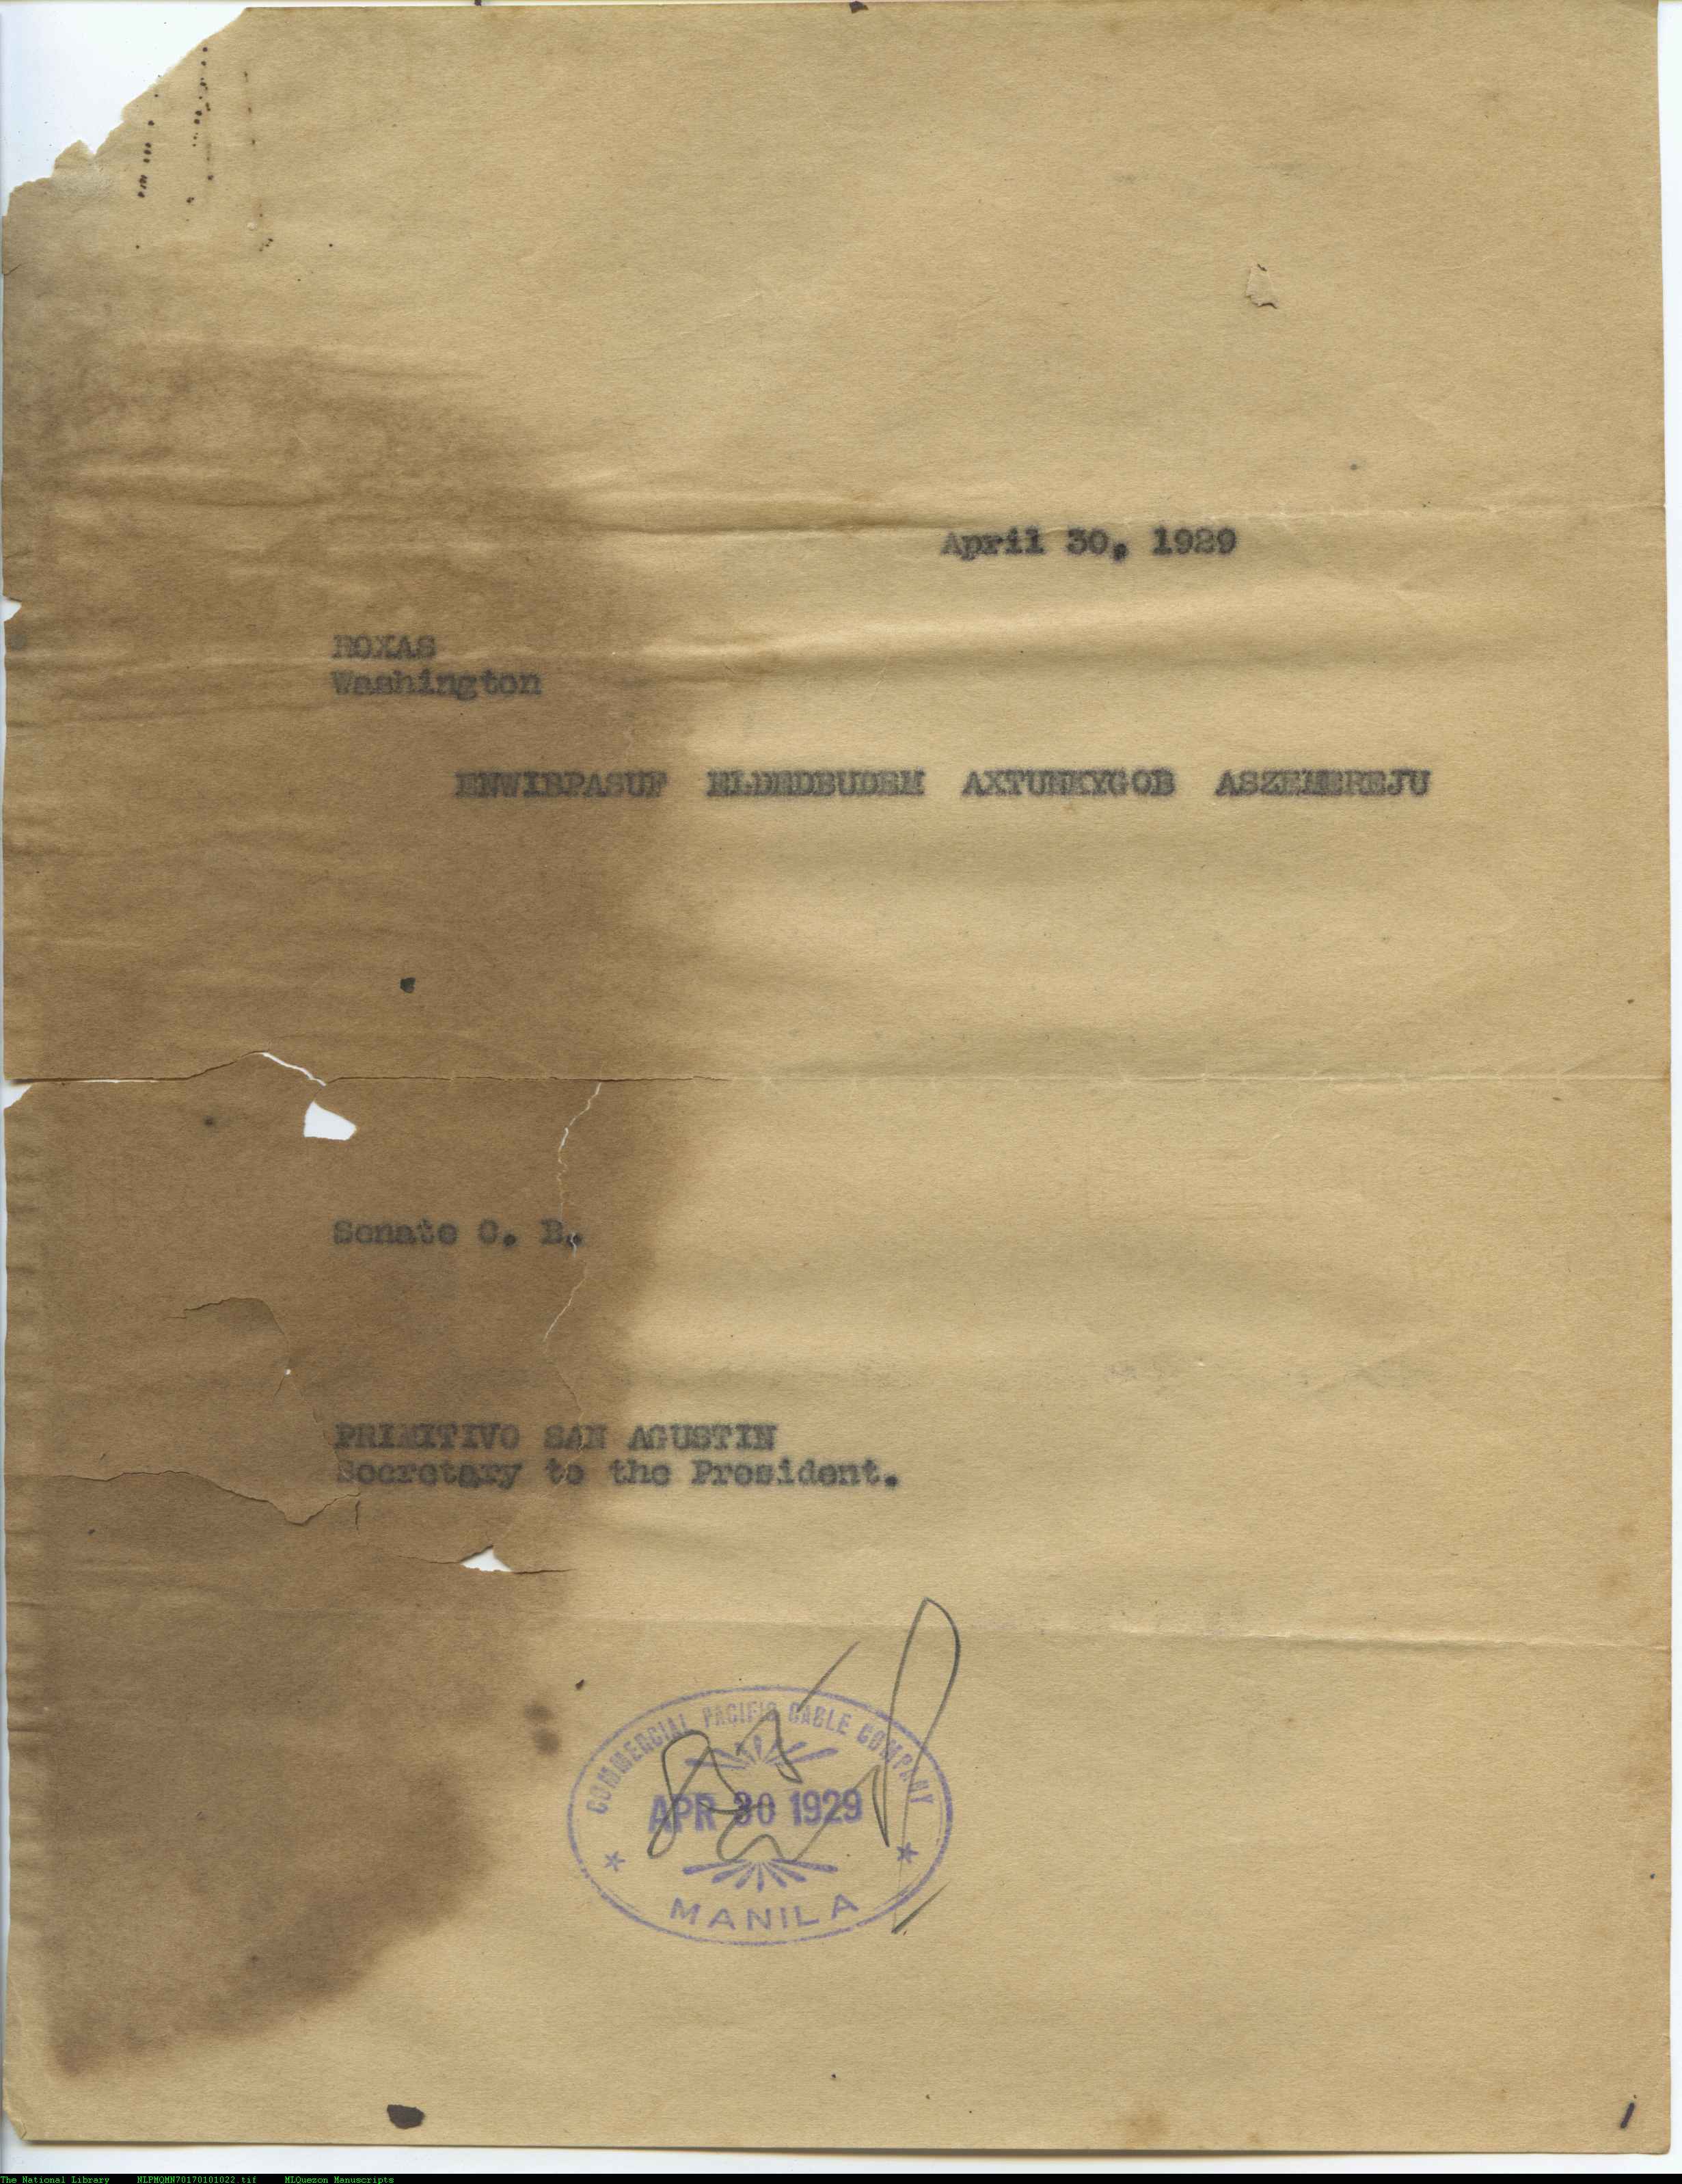 April 30, 1929
ROXAS
Washington
ENWIBPASUF ELDEDBUDEM AXTUNKYGOB
Senate C. B.
PRIMITIVO SAN AGUSTIN
Secretary to the President.
COMMERCIAL PACIFIC CABLE COMPANY
APR 30 1929
MANILA
1
The National Library NLPMQMN70170101022.tif MLQuezon Manuscripts